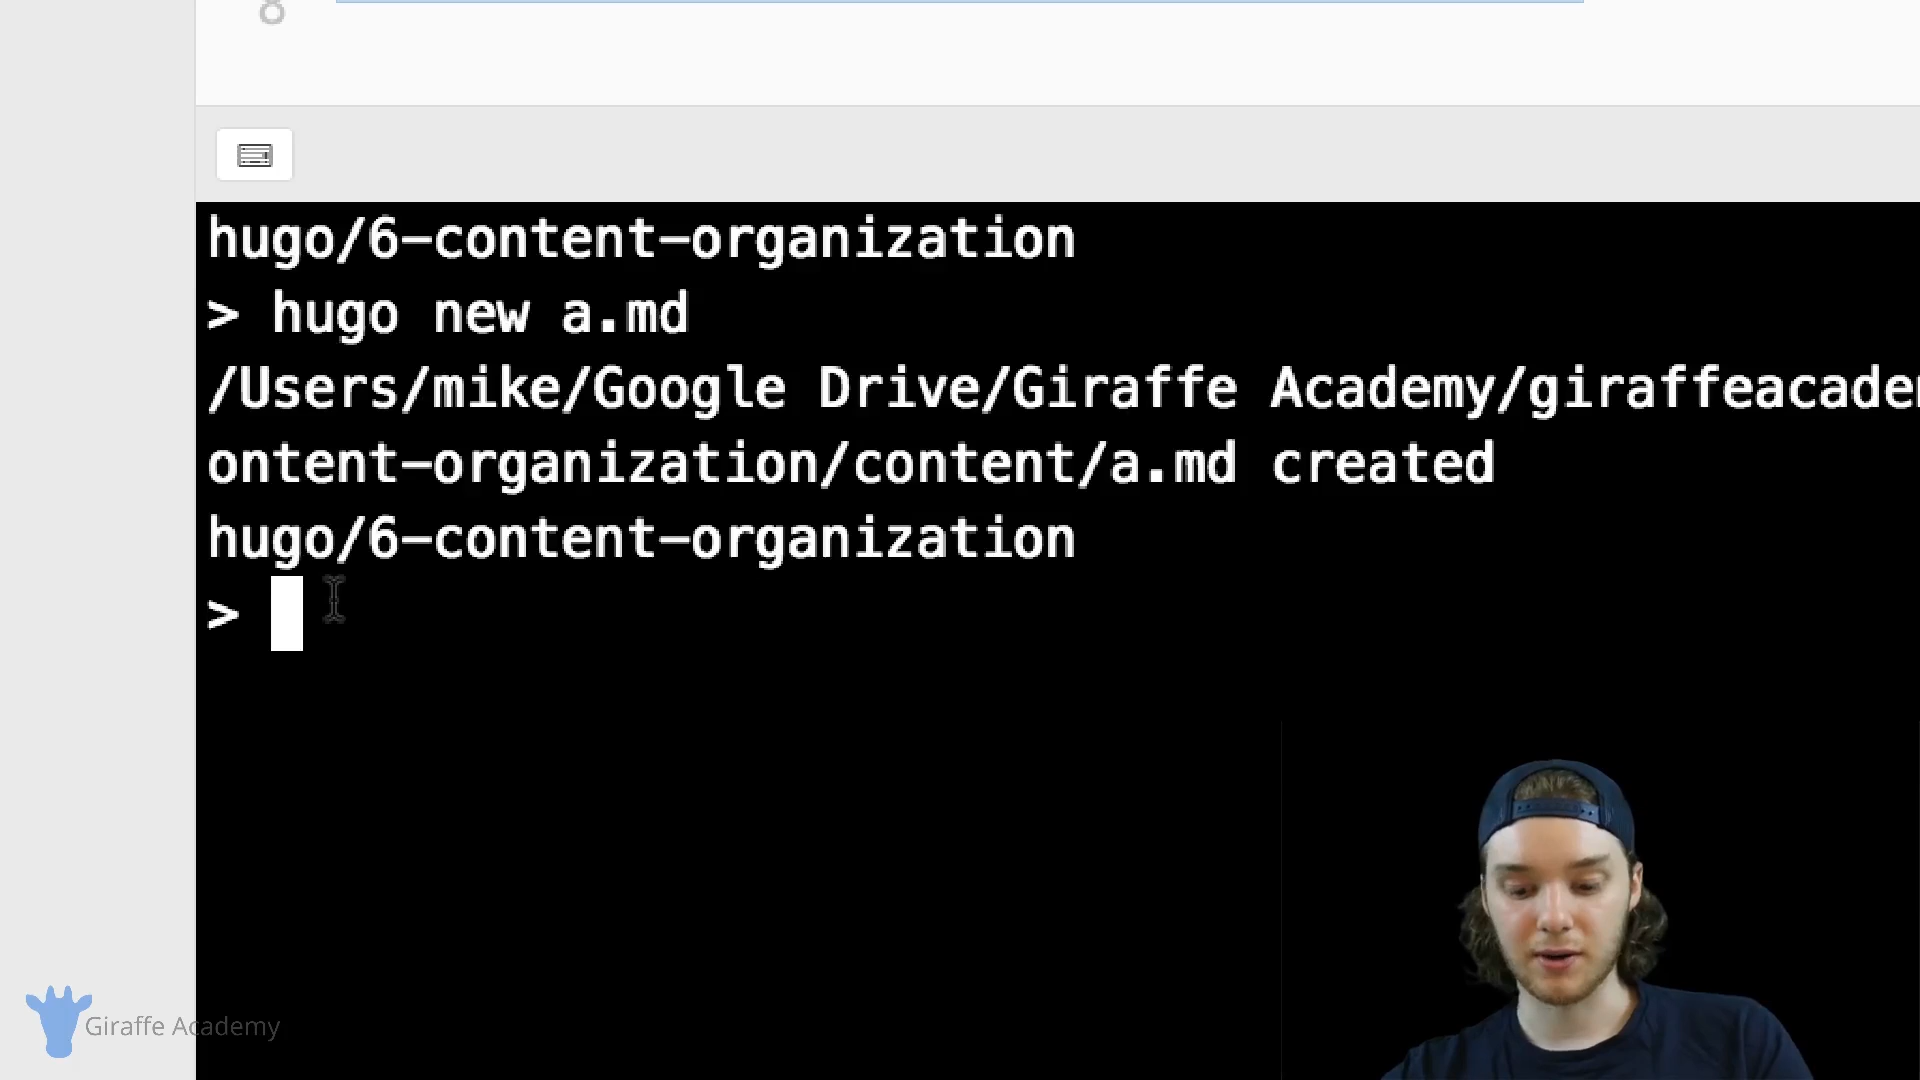 8
hugo/6-content-organization
> hugo new a.md
/Users/mike/Google Drive/Giraffe Academy/giraffeacade
ontent-organization/content/a.md created
hugo/6-content-organization
>
Giraffe Academy